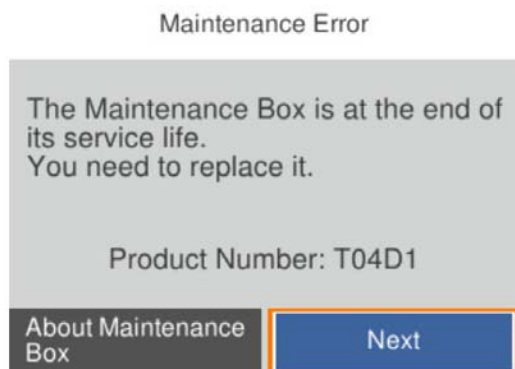 Maintenance Error
The Maintenance Box is at the end of
its service life.
You need to replace it.
Product Number: T04D1
About Maintenance
Box
Next